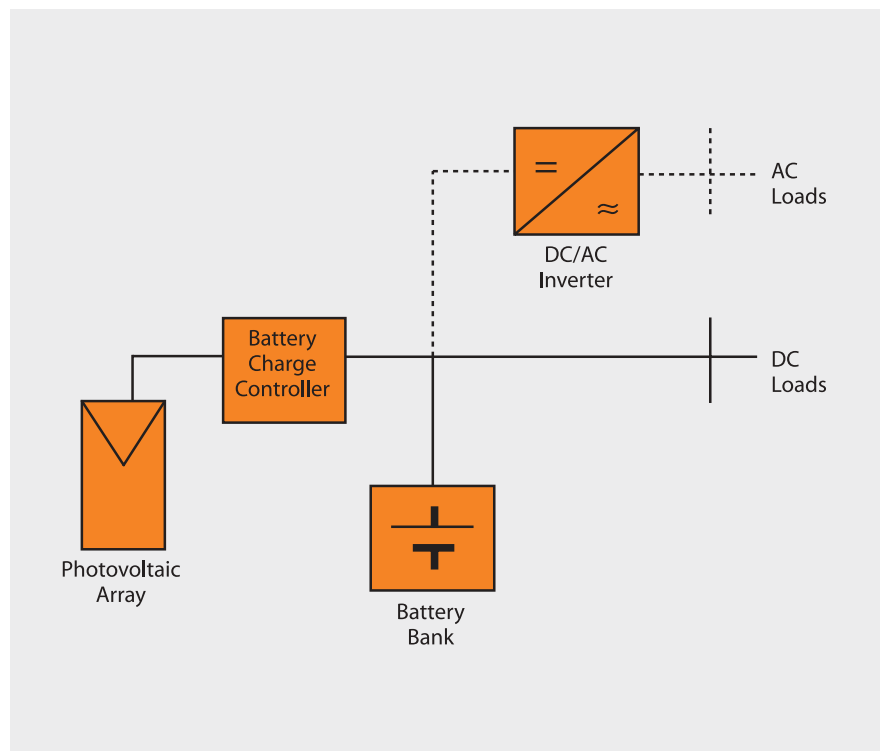 AC
Loads
DC/AC
Inverter
Battery
Charge
Controller
DC
Loads
Photovoltaic
Array
Battery
Bank